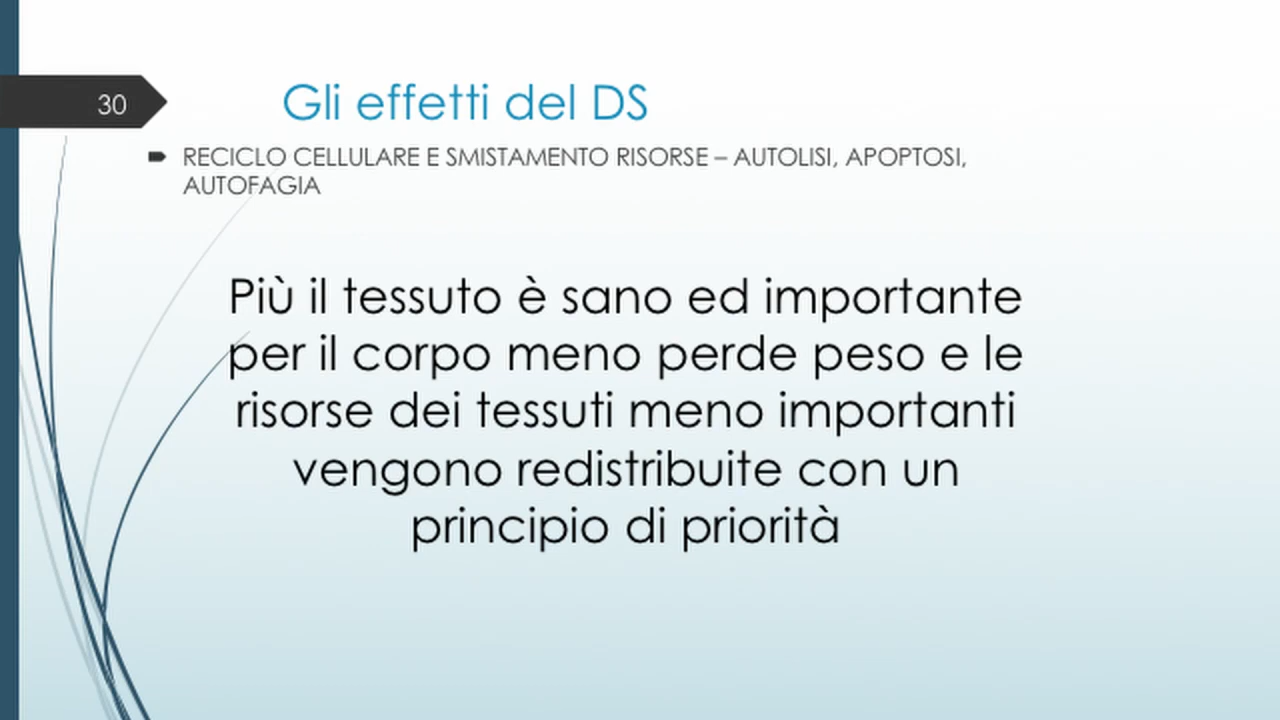 30
Gli effetti del DS
RECICLO CELLULARE E SMISTAMENTO RISORSE – AUTOLISI, APOPTOSI,
AUTOFAGIA
Più il tessuto è sano ed importante
per il corpo meno perde peso e le
risorse dei tessuti meno importanti
vengono redistribuite con un
principio di priorità